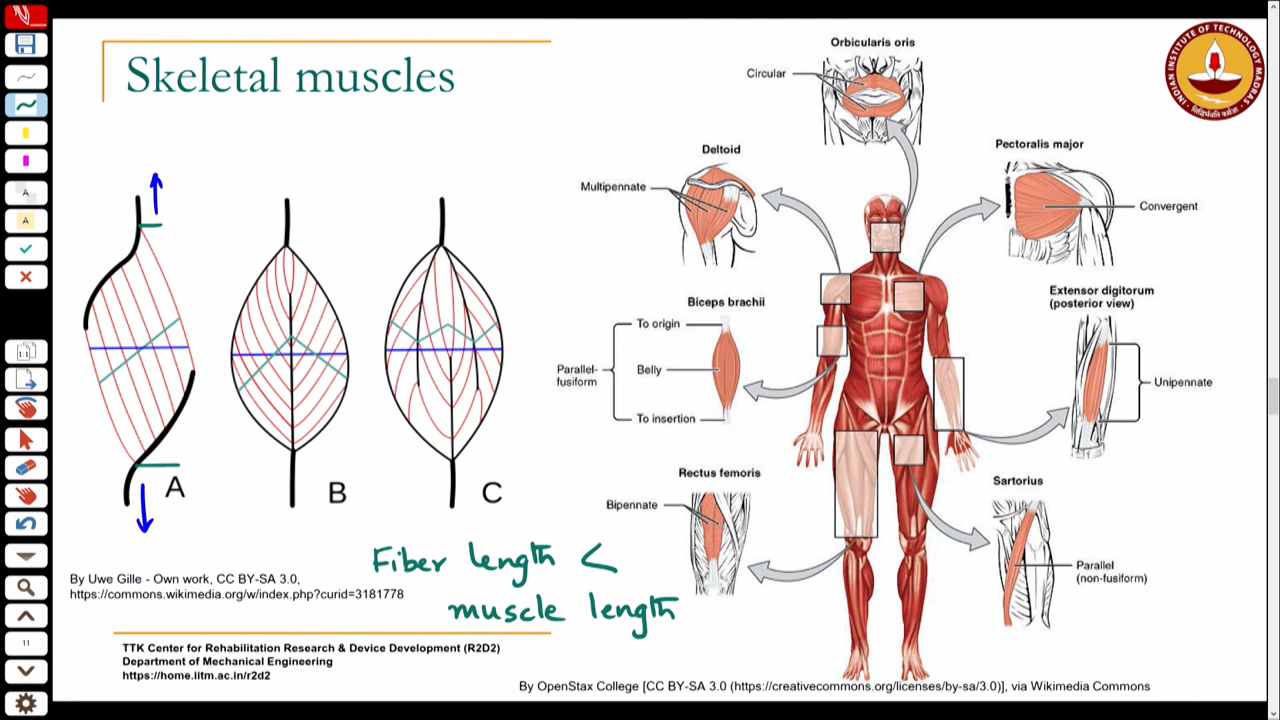 Skeletal muscles
A
B
C
Fiber length <
muscle length
By Uwe Gille - Own work, CC BY-SA 3.0,
https://commons.wikimedia.org/w/index.php?curid=3181778
TTK Center for Rehabilitation Research & Device Development (R2D2)
Department of Mechanical Engineering
https://home.iitm.ac.in/r2d2
Orbicularis oris
Circular
Deltoid
Multipennate
Pectoralis major
Convergent
Biceps brachii
To origin
Parallel-
fusiform
Belly
To insertion
Extensor digitorum
(posterior view)
Unipennate
Rectus femoris
Bipennate
Sartorius
Parallel
(non-fusiform)
By OpenStax College [CC BY-SA 3.0 (https://creativecommons.org/licenses/by-sa/3.0)], via Wikimedia Commons
INDIAN INSTITUTE OF TECHNOLOGY MADRAS
A
A
1:1
11